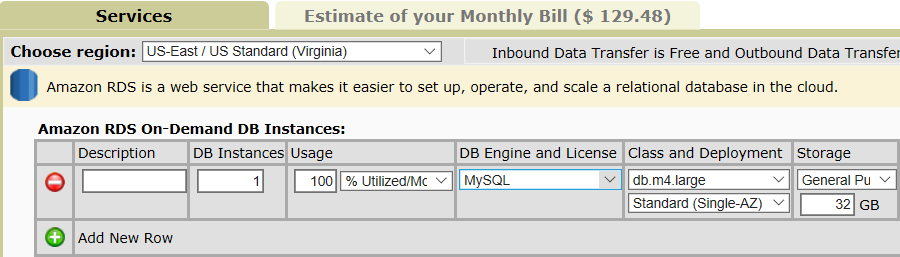 Services
Estimate of your Monthly Bill ($ 129.48)
Choose region: US-East / US Standard (Virginia)
Inbound Data Transfer is Free and Outbound Data Transfer
Amazon RDS is a web service that makes it easier to set up, operate, and scale a relational database in the cloud.
Amazon RDS On-Demand DB Instances:
Description DB Instances Usage DB Engine and License Class and Deployment Storage
1 100 % Utilized/Mo MySQL db.m4.large General Pu
Standard (Single-AZ) 32 GB
Add New Row